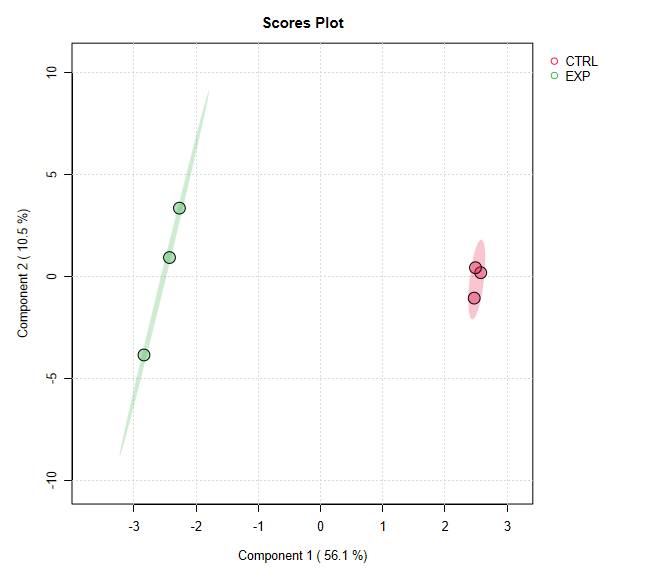 Scores Plot
CTRL
EXP
10
5
0
-5
-10
Component 2 ( 10.5 %)
-3 -2 -1 0 1 2 3
Component 1 ( 56.1 %)